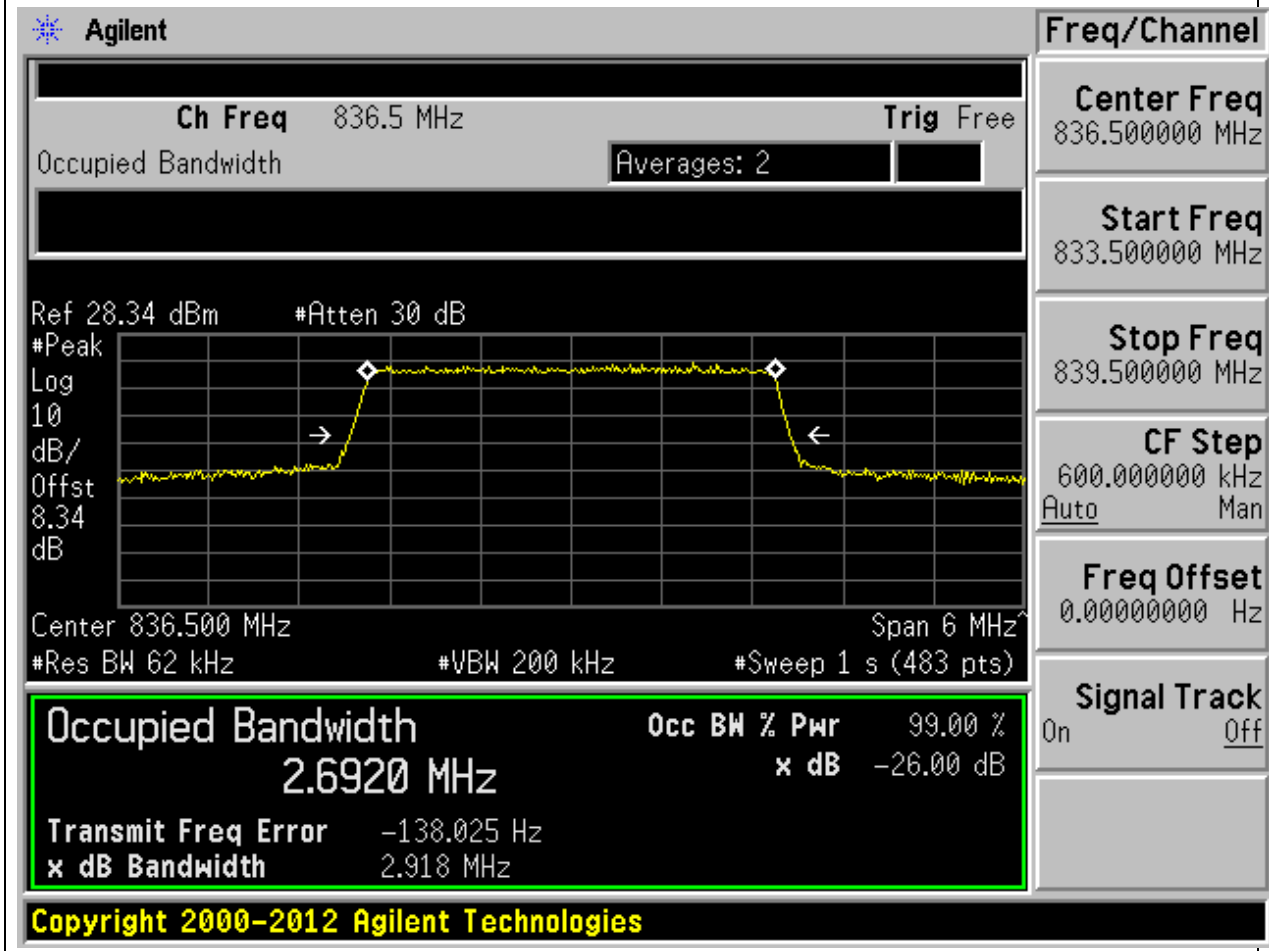 Agilent
Freq/Channel
Ch Freq 836.5 MHz Trig Free
Occupied Bandwidth Averages: 2
Ref 28.34 dBm #Atten 30 dB
#Peak
Log
10
dB/
Offst
8.34
dB
Center 836.500 MHz Span 6 MHz^
#Res BW 62 kHz #VBW 200 kHz #Sweep 1 s (483 pts)
Occupied Bandwidth
2.6920 MHz
Occ BW % Pwr 99.00 %
x dB -26.00 dB
Transmit Freq Error -138.025 Hz
x dB Bandwidth 2.918 MHz
Copyright 2000-2012 Agilent Technologies
Center Freq
836.500000 MHz
Start Freq
833.500000 MHz
Stop Freq
839.500000 MHz
CF Step
600.000000 kHz
Auto Man
Freq Offset
0.00000000 Hz
Signal Track
On Off